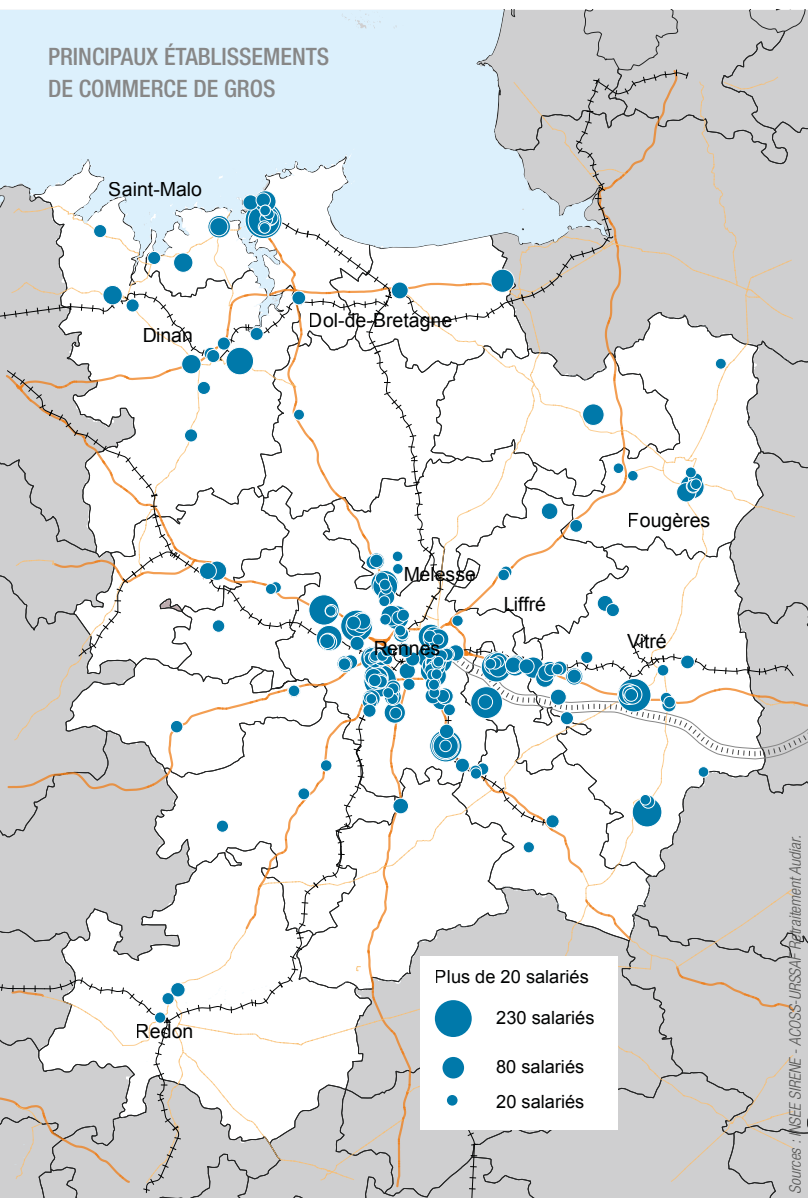 PRINCIPAUX ÉTABLISSEMENTS
DE COMMERCE DE GROS
Saint-Malo
Dol-de-Bretagne
Dinan
Fougères
Melesse
Liffré
Vitré
Rennes
Redon
Plus de 20 salariés
230 salariés
80 salariés
20 salariés
Sources : INSEE SIRENE - ACOSS-URSSAF Retraitement Audiar.